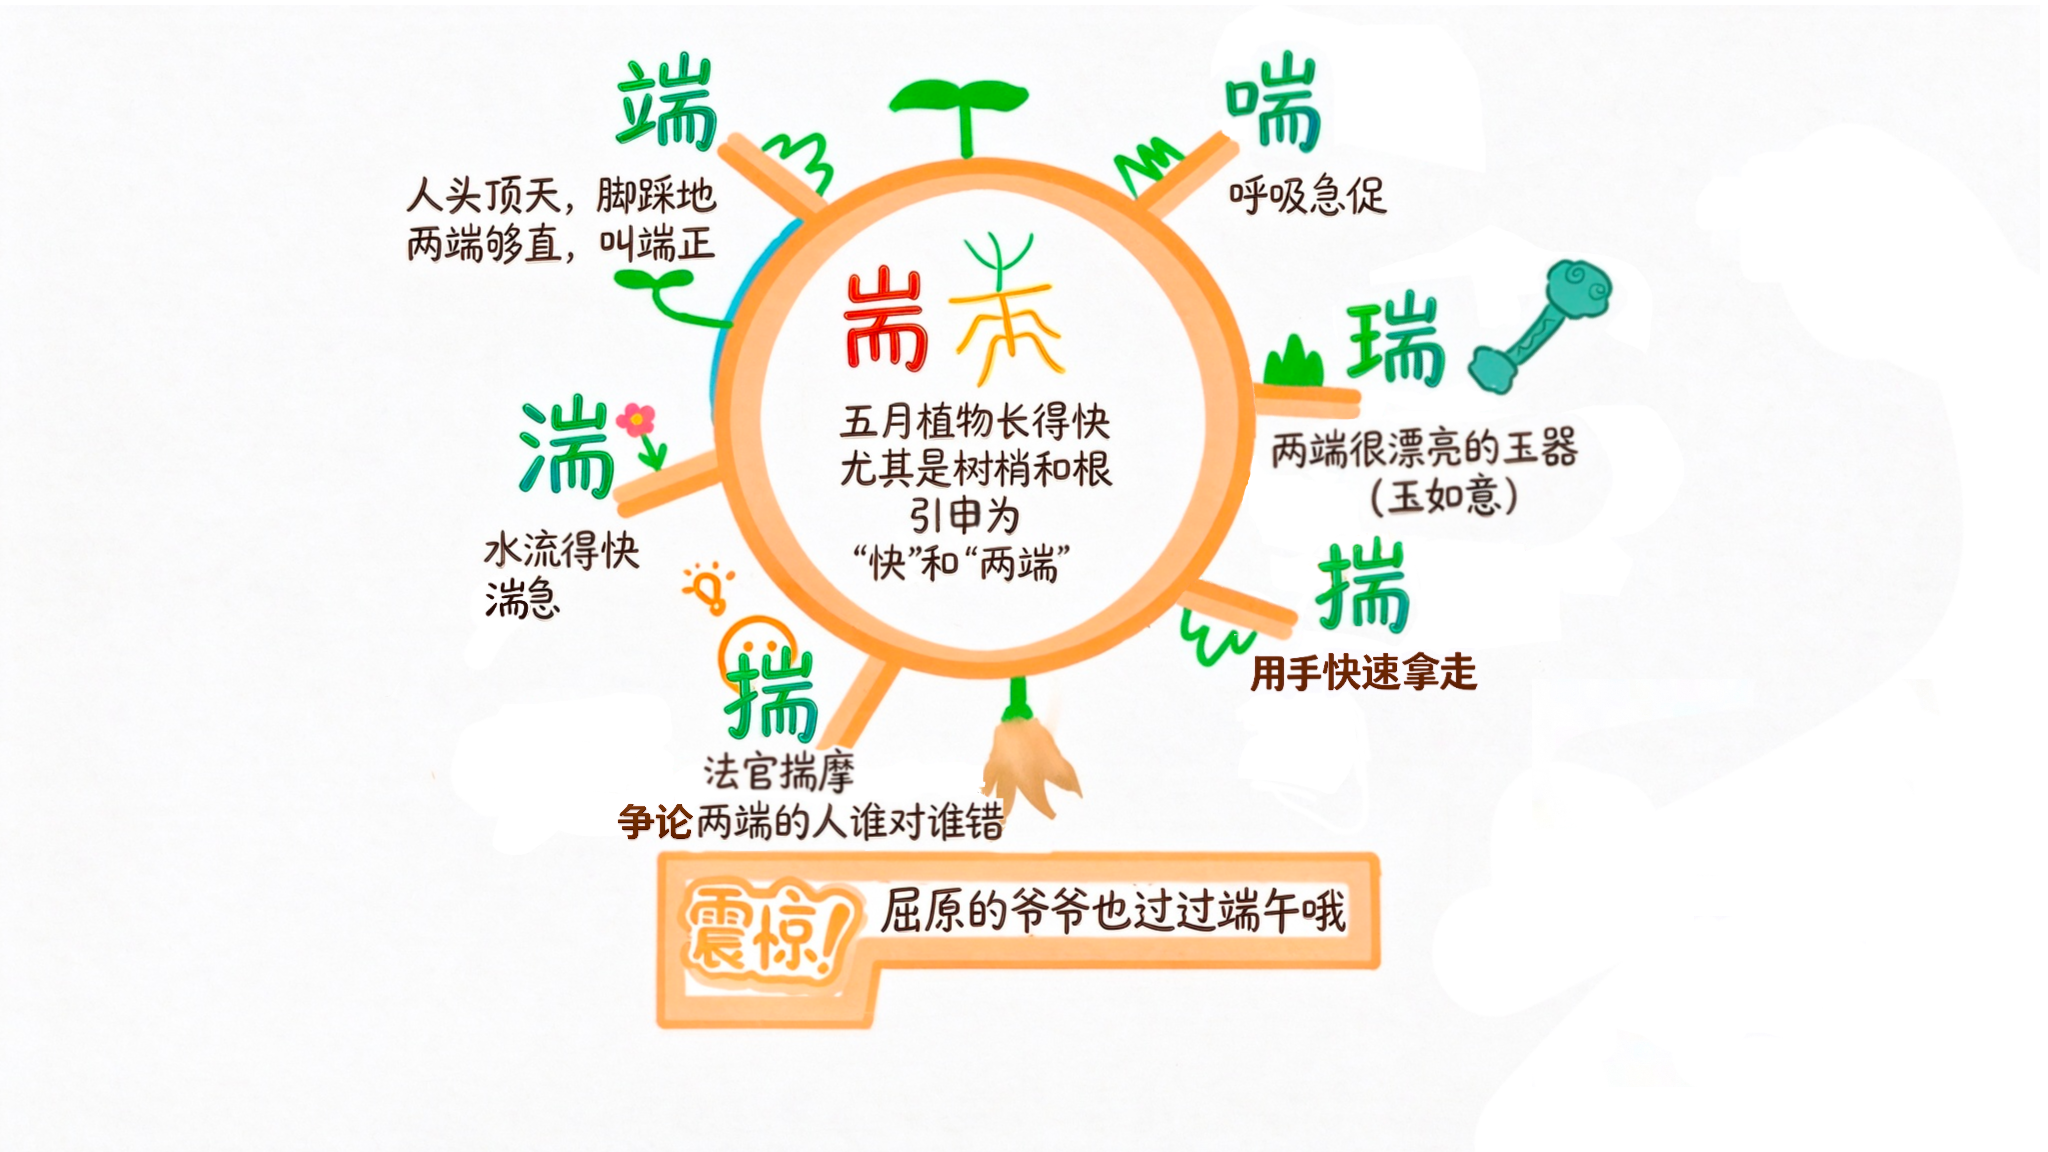 端
人头顶天，脚踩地
两端够直，叫端正
喘
呼吸急促
瑞
两端很漂亮的玉器
（玉如意）
耑
五月植物长得快
尤其是树梢和根
引申为
“快”和“两端”
湍
水流得快
湍急
揣
用手快速拿走
揣
法官揣摩
争论两端的人谁对谁错
震惊！
屈原的爷爷也过过端午哦